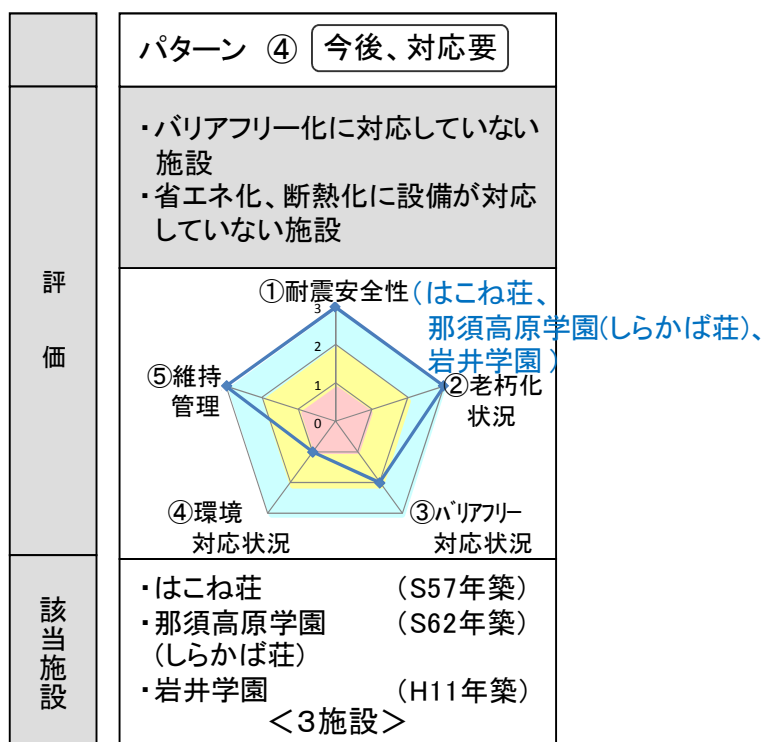 パターン ④ 今後、対応要
評
価
・バリアフリー化に対応していない
施設
・省エネ化、断熱化に設備が対応
していない施設
①耐震安全性(はこね荘、
那須高原学園(しらかば荘)、
岩井学園)
3
2
1
0
②老朽化
状況
③バリアフリー
対応状況
④環境
対応状況
⑤維持
管理
該当施設
・はこね荘 (S57年築)
・那須高原学園 (S62年築)
(しらかば荘)
・岩井学園 (H11年築)
<3施設>